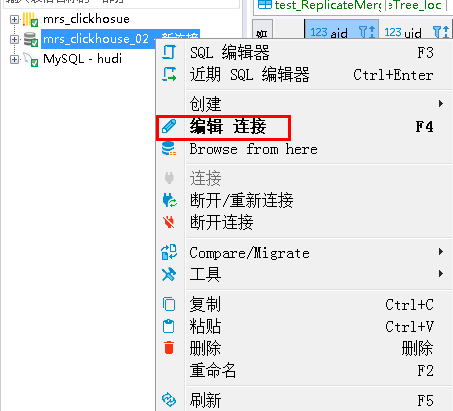 test_ReplicateMergeTree_loc
mrs_clickhosue
mrs_clickhouse_02 - 新连接
MySQL - hudi
123 aid
123 uid
SQL 编辑器 F3
近期 SQL 编辑器 Ctrl+Enter
创建
编辑 连接 F4
Browse from here
连接
断开/重新连接
断开连接
Compare/Migrate
工具
复制 Ctrl+C
粘贴 Ctrl+V
删除 删除
重命名 F2
刷新 F5